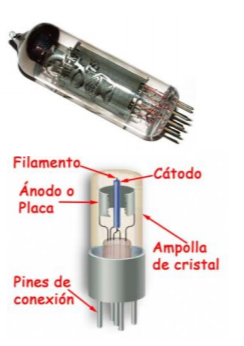 Filamento
Cátodo
Ánodo o
Placa
Ampolla
de cristal
Pines de
conexión